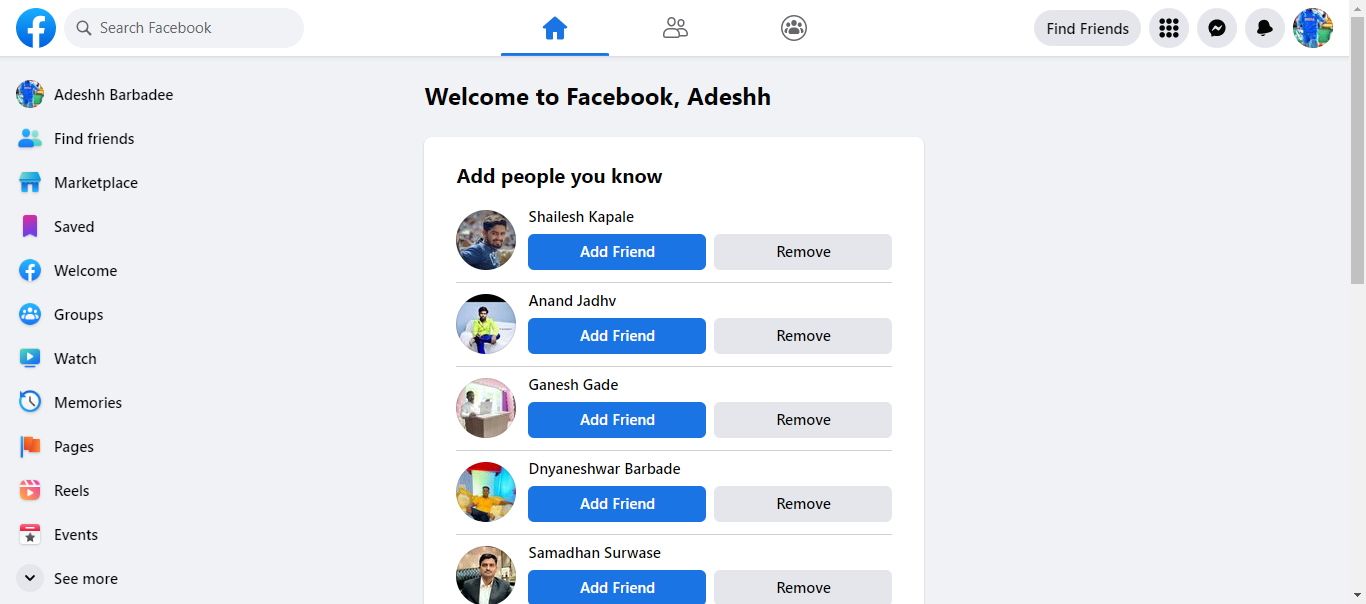 Search Facebook
Find Friends
Adeshh Barbadee
Find friends
Marketplace
Saved
Welcome
Groups
Watch
Memories
Pages
Reels
Events
See more
Welcome to Facebook, Adeshh
Add people you know
Shailesh Kapale
Add Friend Remove
Anand Jadhv
Add Friend Remove
Ganesh Gade
Add Friend Remove
Dnyaneshwar Barbade
Add Friend Remove
Samadhan Surwase
Add Friend Remove